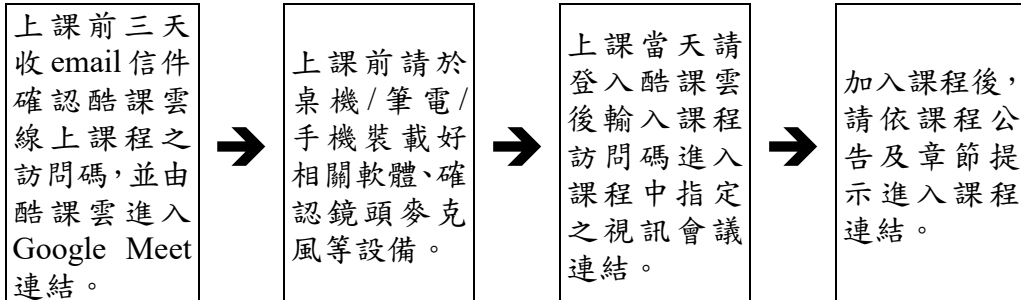 上課前三天
收 email 信件
確認酷課雲
線上課程之
訪問碼，並由
酷課雲進入
Google Meet
連結。
上課前請於
桌機/筆電/
手機裝載好
相關軟體、確
認鏡頭麥克
風等設備。
上課當天請
登入酷課雲
後輸入課程
訪問碼進入
課程中指定
之視訊會議
連結。
加入課程後，
請依課程公
告及章節提
示進入課程
連結。